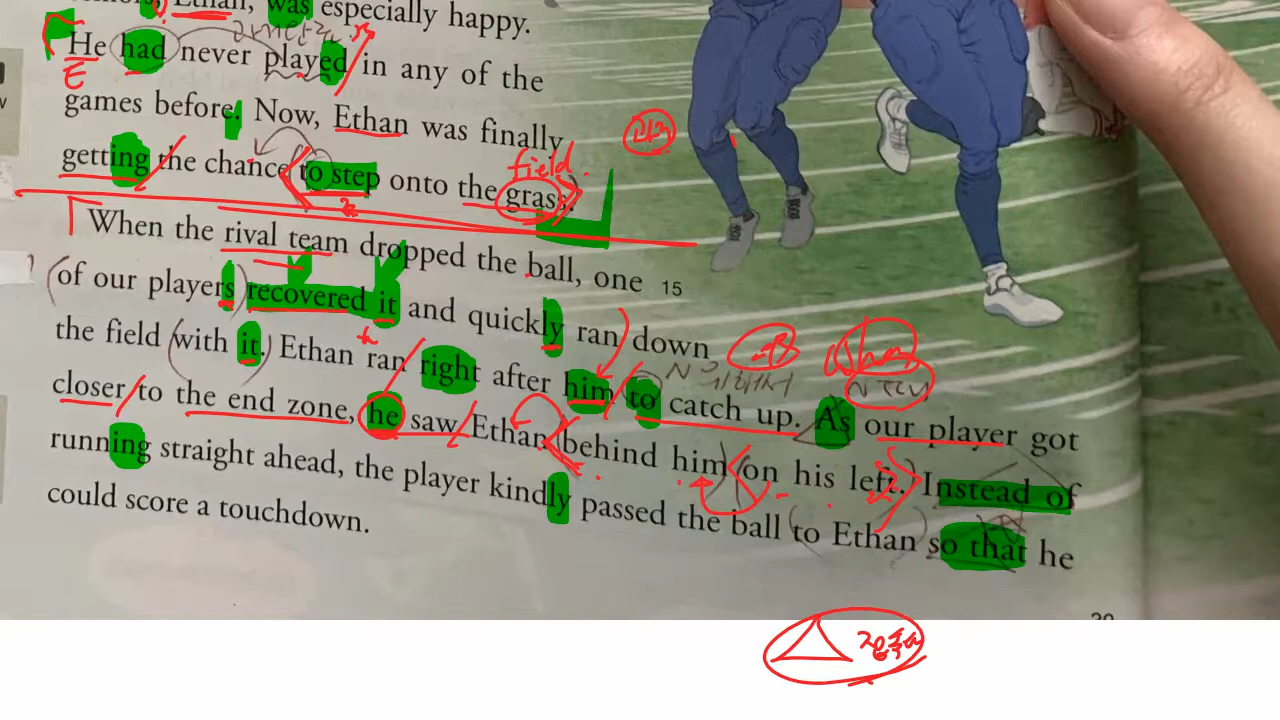 Ethan, was especially happy.
He had never played in any of the
E
games before. Now, Ethan was finally
getting the chance to step onto the grass.
field
When the rival team dropped the ball, one 15
of our players recovered it and quickly ran down
the field with it. Ethan ran right after him to catch up. As our player got
closer to the end zone, he saw Ethan behind him on his left. Instead of
running straight ahead, the player kindly passed the ball to Ethan so that he
could score a touchdown.
접속사